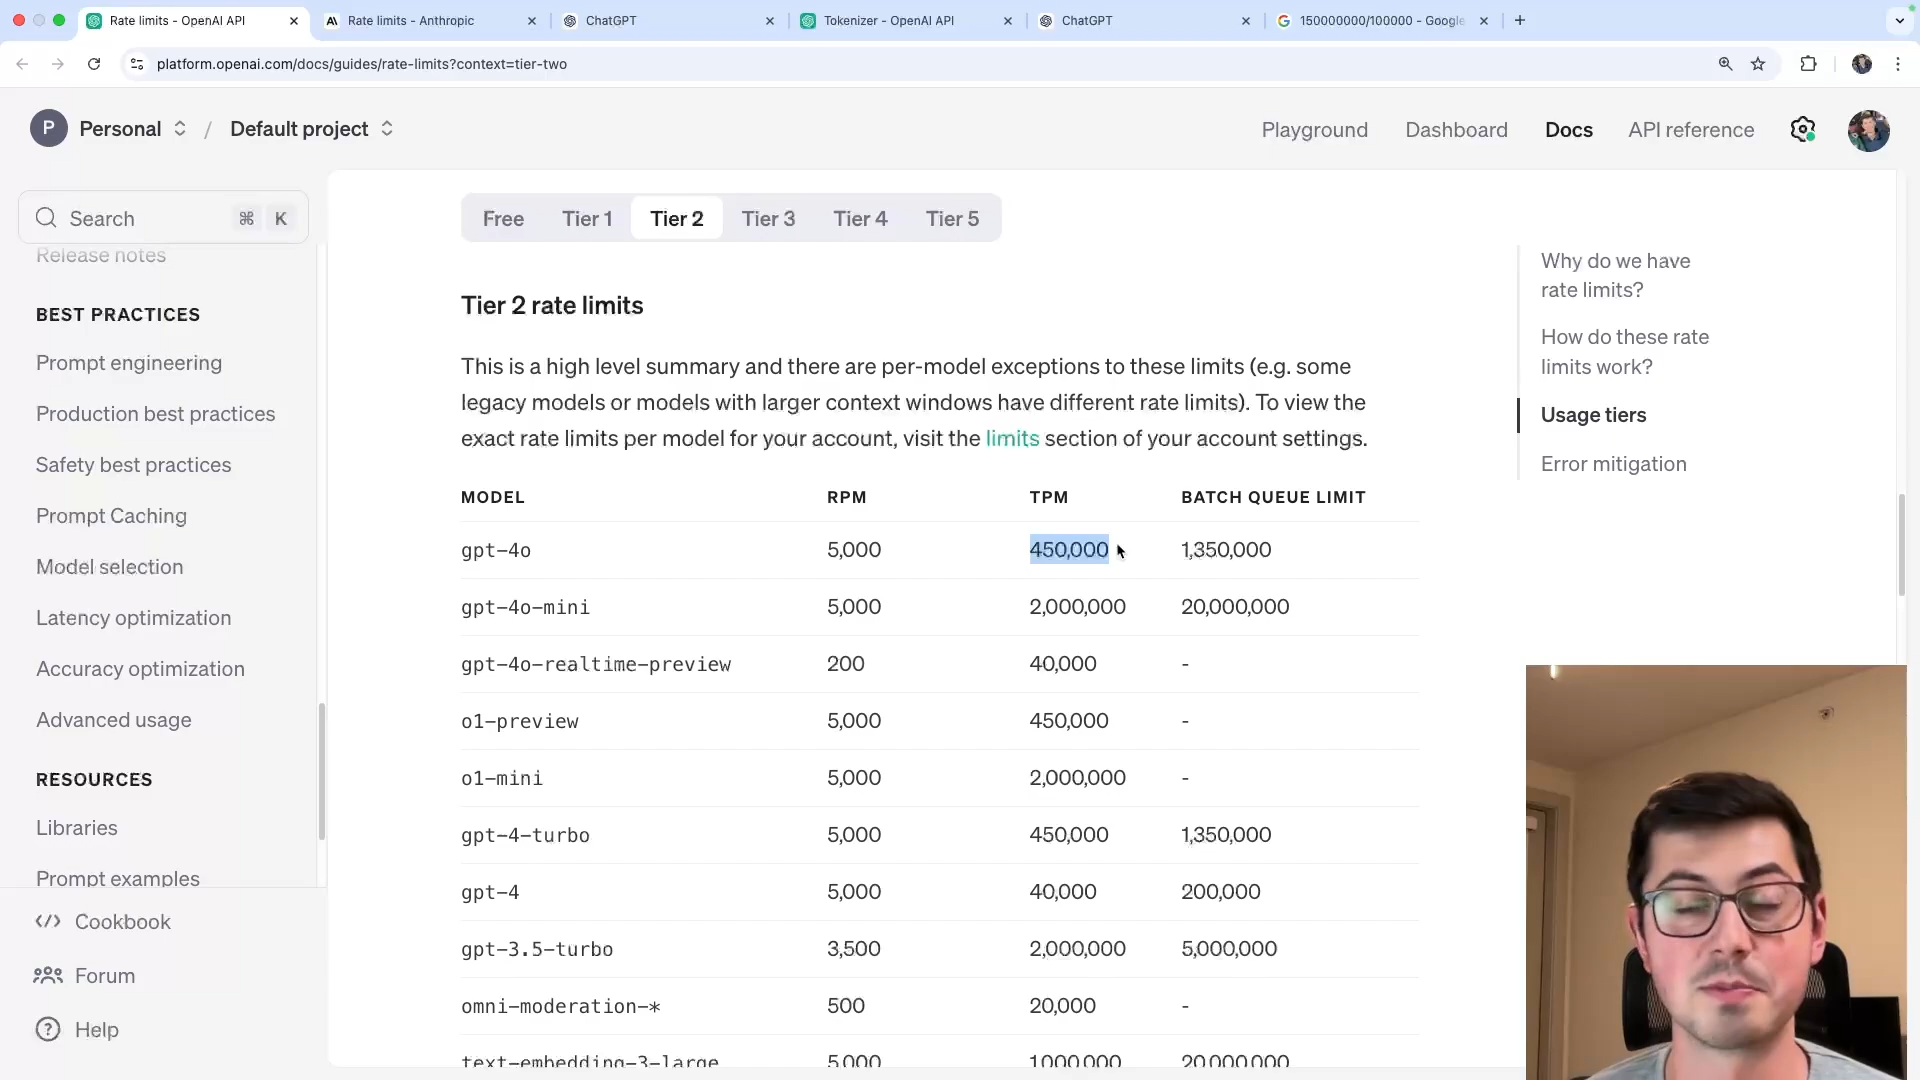 Rate limits - OpenAI API
Rate limits - Anthropic
ChatGPT
Tokenizer - OpenAI API
ChatGPT
150000000/100000 - Google
platform.openai.com/docs/guides/rate-limits?context=tier-two
P Personal / Default project
Playground Dashboard Docs API reference
Search ⌘ K
Release notes
BEST PRACTICES
Prompt engineering
Production best practices
Safety best practices
Prompt Caching
Model selection
Latency optimization
Accuracy optimization
Advanced usage
RESOURCES
Libraries
Prompt examples
Cookbook
Forum
Help
Free Tier 1 Tier 2 Tier 3 Tier 4 Tier 5
Tier 2 rate limits
This is a high level summary and there are per-model exceptions to these limits (e.g. some
legacy models or models with larger context windows have different rate limits). To view the
exact rate limits per model for your account, visit the limits section of your account settings.
MODEL RPM TPM BATCH QUEUE LIMIT
gpt-4o 5,000 450,000 1,350,000
gpt-4o-mini 5,000 2,000,000 20,000,000
gpt-4o-realtime-preview 200 40,000 -
o1-preview 5,000 450,000 -
o1-mini 5,000 2,000,000 -
gpt-4-turbo 5,000 450,000 1,350,000
gpt-4 5,000 40,000 200,000
gpt-3.5-turbo 3,500 2,000,000 5,000,000
omni-moderation-* 500 20,000 -
text-embedding-3-large 5,000 1,000,000 20,000,000
Why do we have
rate limits?
How do these rate
limits work?
Usage tiers
Error mitigation